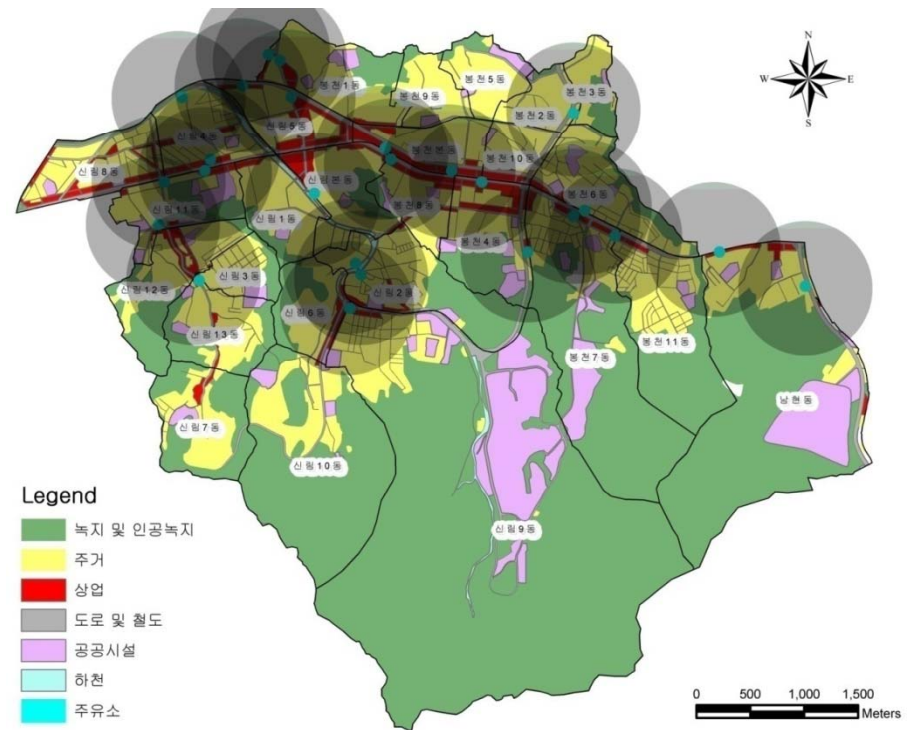 N
W E
S
봉천1동
봉천5동
봉천9동
봉천3동
봉천2동
신림4동
신림5동
봉천본동
봉천10동
신림8동
신림본동
봉천6동
신림11동
신림1동
봉천8동
봉천4동
신림3동
신림12동
신림2동
신림6동
신림13동
봉천7동
봉천11동
남현동
신림7동
신림10동
신림9동
Legend
녹지 및 인공녹지
주거
상업
도로 및 철도
공공시설
하천
주유소
0 500 1,000 1,500
Meters